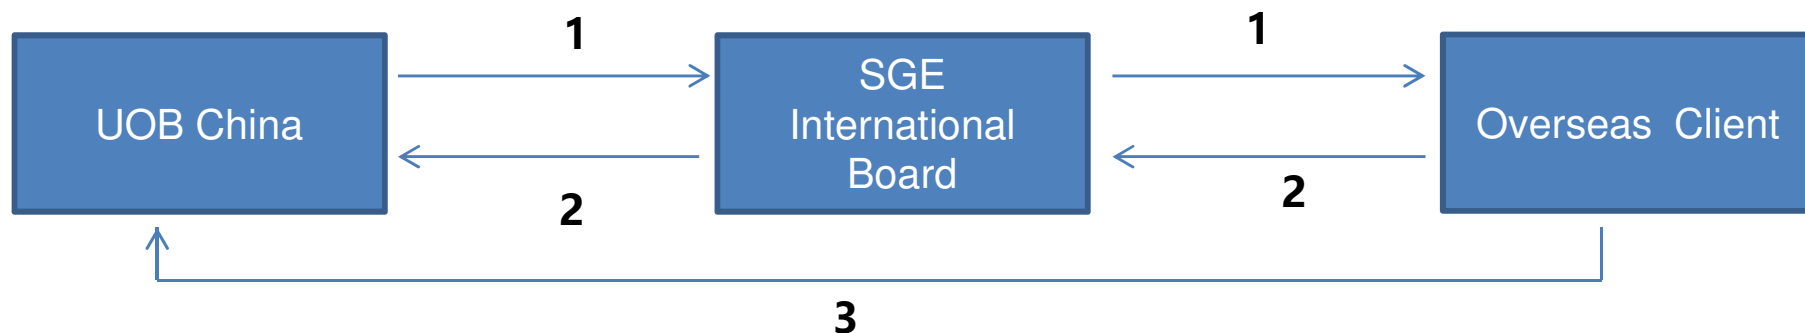 1
1
UOB China
SGE
International
Board
Overseas Client
2
2
3